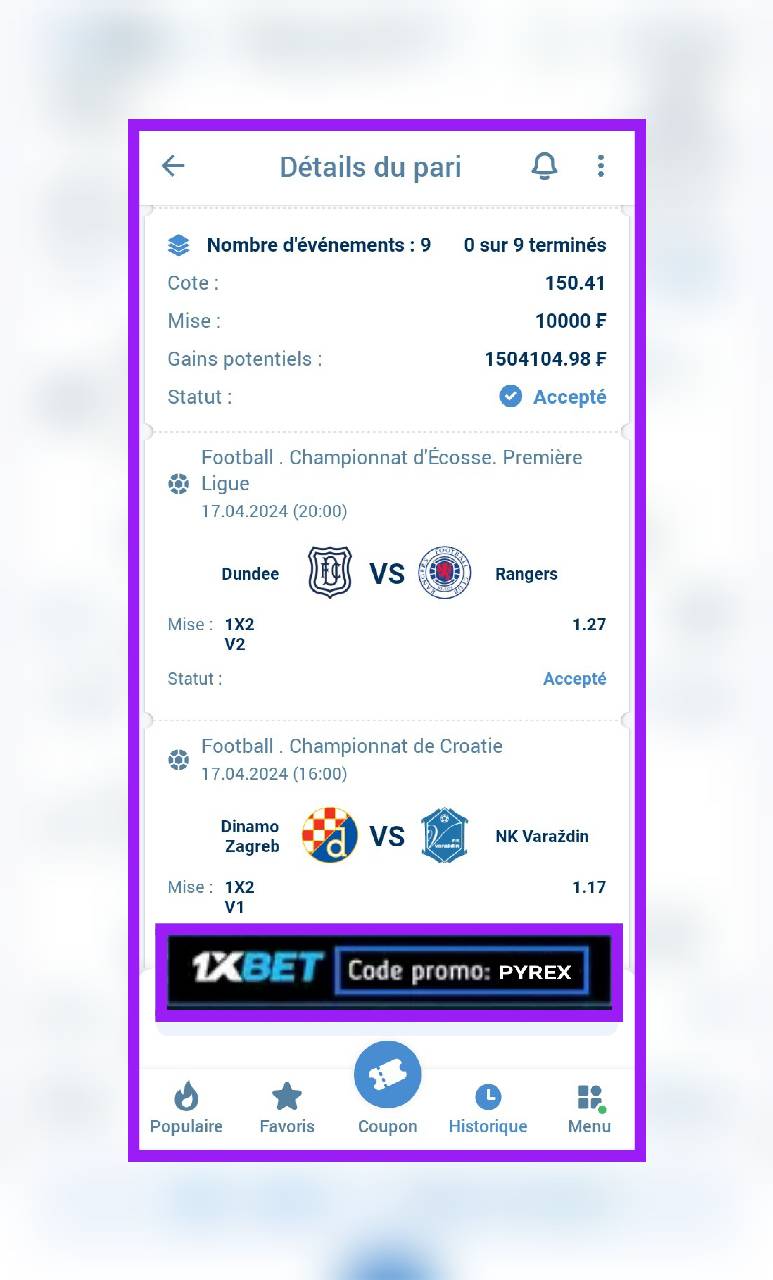 Détails du pari
Nombre d'événements : 9 0 sur 9 terminés
Cote : 150.41
Mise : 10000 ₣
Gains potentiels : 1504104.98 ₣
Statut : Accepté
Football . Championnat d'Écosse. Première
Ligue
17.04.2024 (20:00)
Dundee VS Rangers
Mise : 1X2 1.27
V2
Statut : Accepté
Football . Championnat de Croatie
17.04.2024 (16:00)
Dinamo
Zagreb VS NK Varaždin
Mise : 1X2 1.17
V1
1XBET Code promo: PYREX
Populaire Favoris Coupon Historique Menu